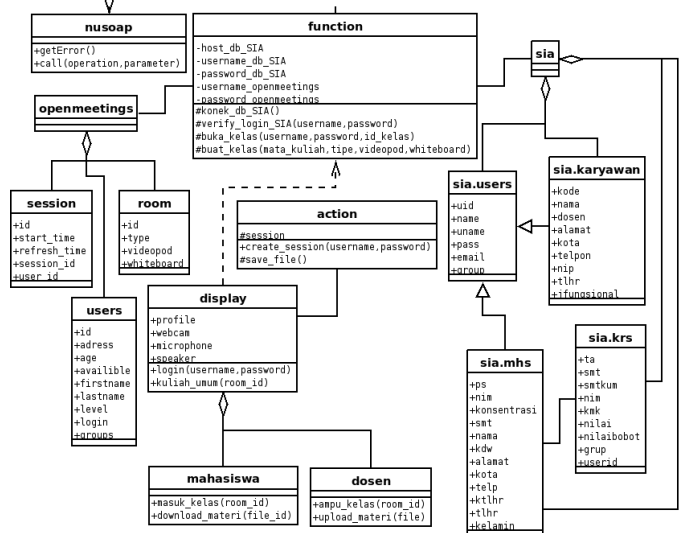 nusoap
+getError()
+call(operation,parameter)
function
-host_db_SIA
-username_db_SIA
-password_db_SIA
-username_openmeetings
-password_openmeetings
#konek_db_SIA()
#verify_login_SIA(username,password)
#buka_kelas(username,password,id_kelas)
#buat_kelas(mata_kuliah,tipe,videopod,whiteboard)
sia
openmeetings
session
+id
+start_time
+refresh_time
+session_id
+user_id
room
+id
+type
+videopod
+whiteboard
users
+id
+adress
+age
+availible
+firstname
+lastname
+level
+login
+groups
action
#session
+create_session(username,password)
#save_file()
display
+profile
+webcam
+microphone
+speaker
+login(username,password)
+kuliah_umum(room_id)
mahasiswa
+masuk_kelas(room_id)
+download_materi(file_id)
dosen
+ampu_kelas(room_id)
+upload_materi(file)
sia.users
+uid
+name
+uname
+pass
+email
+group
sia.karyawan
+kode
+nama
+dosen
+alamat
+kota
+telpon
+nip
+tlhr
+ifungsional
sia.mhs
+ps
+nim
+konsentrasi
+smt
+nama
+kdw
+alamat
+kota
+telp
+ktlhr
+tlhr
+kelamin
sia.krs
+ta
+smt
+smtkum
+nim
+kmk
+nilai
+nilaibobot
+grup
+userid